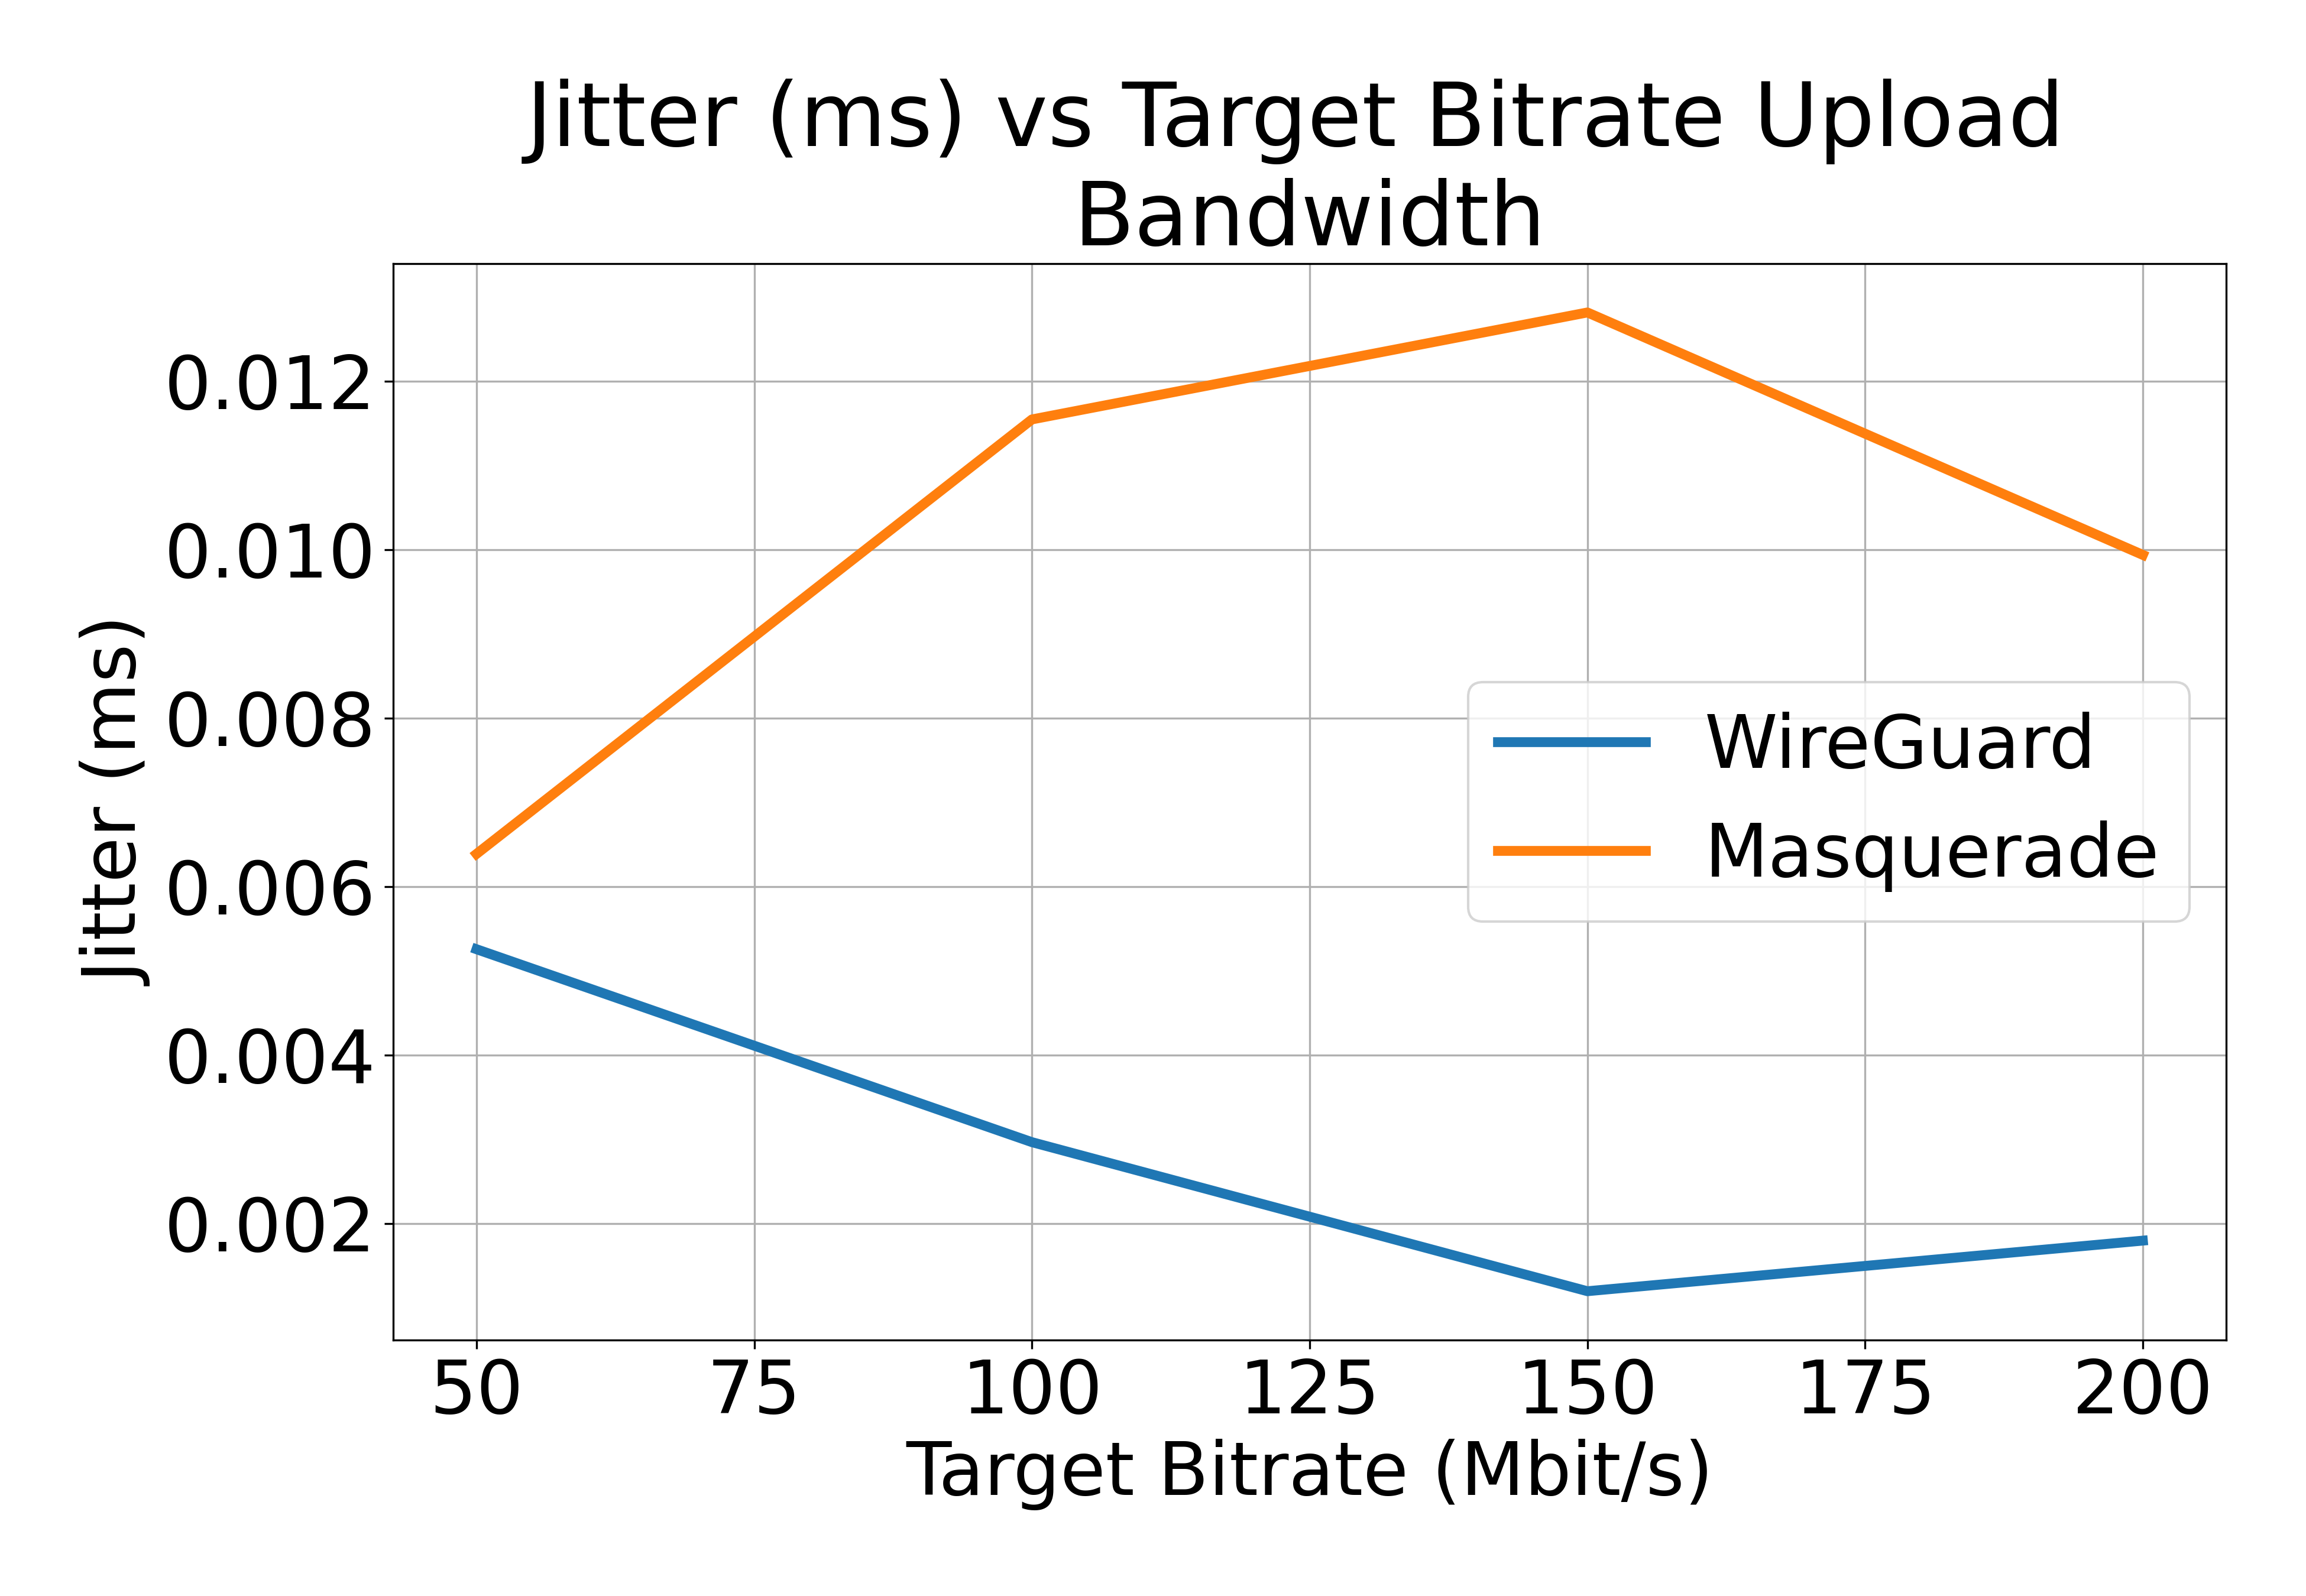 Jitter (ms) vs Target Bitrate Upload
Bandwidth
Jitter (ms)
0.012
0.010
0.008
0.006
0.004
0.002
WireGuard
Masquerade
50 75 100 125 150 175 200
Target Bitrate (Mbit/s)